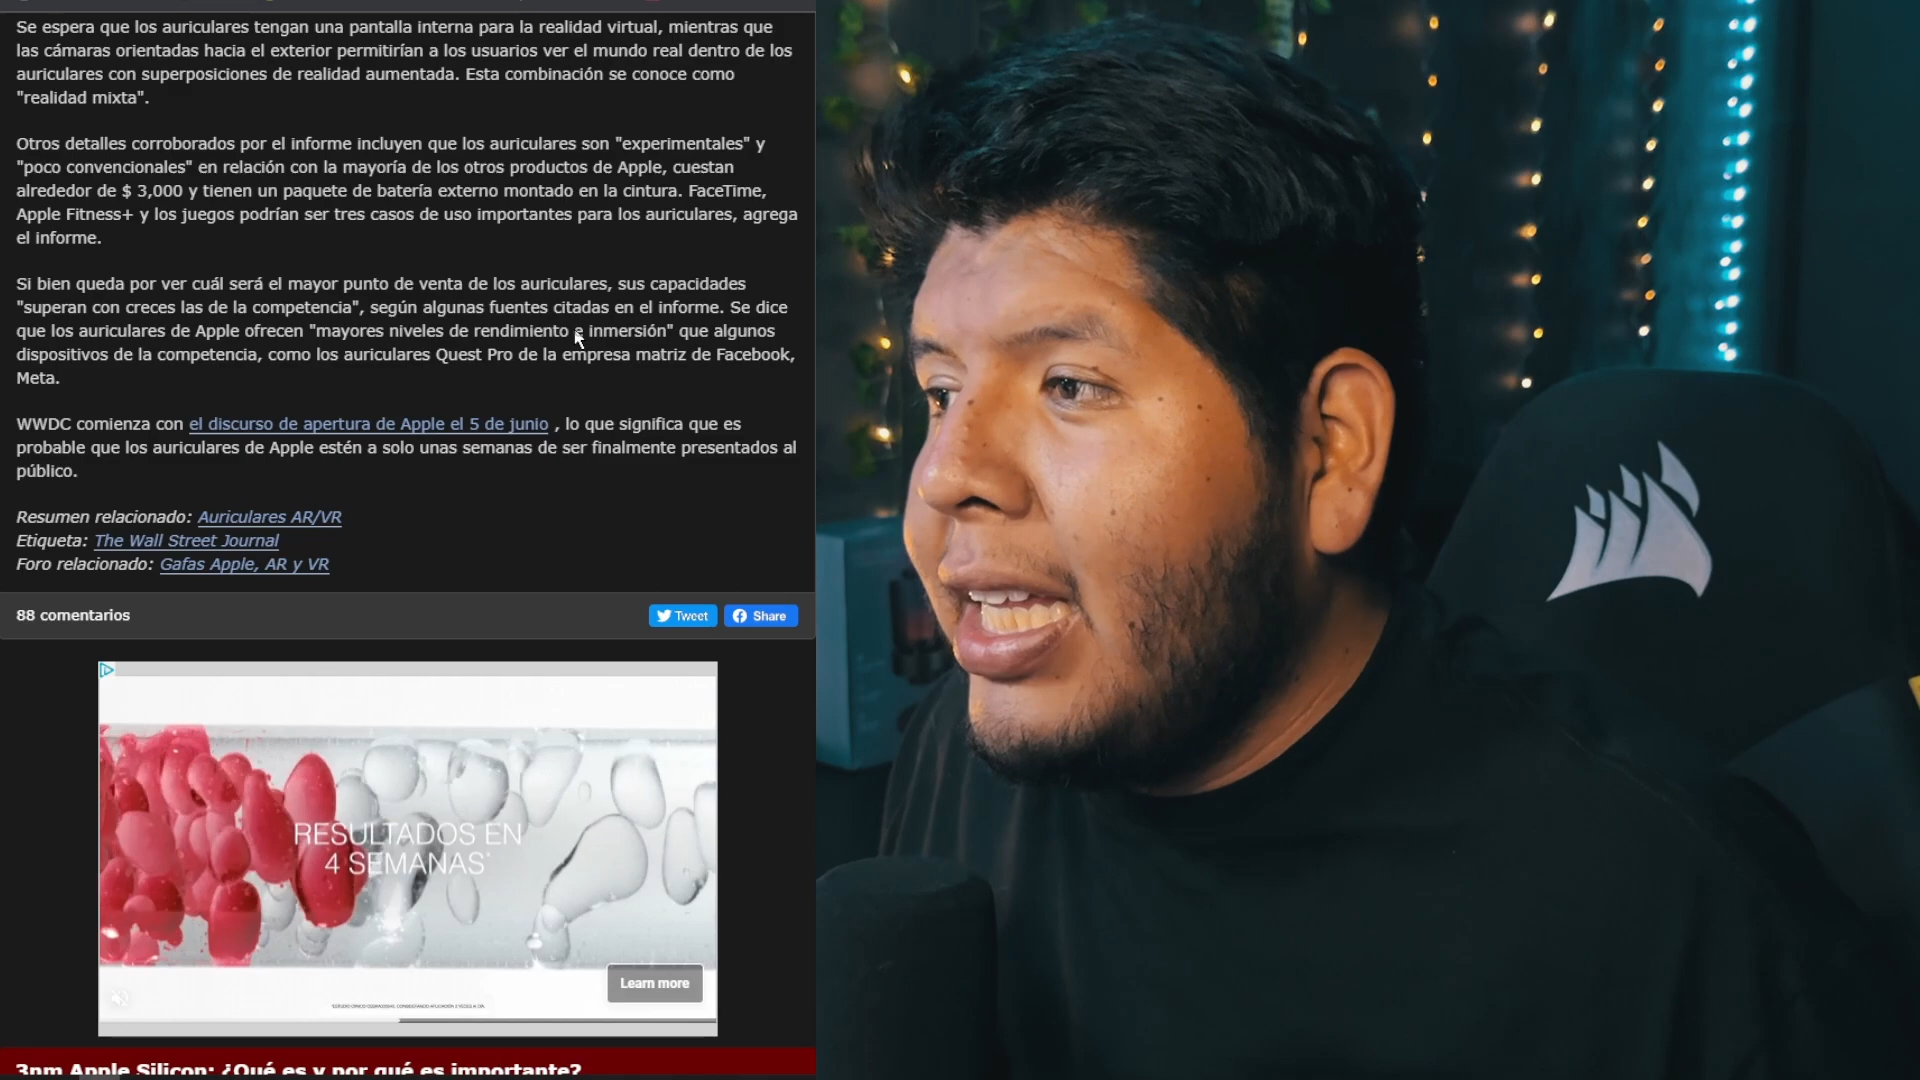 Se espera que los auriculares tengan una pantalla interna para la realidad virtual, mientras que
las cámaras orientadas hacia el exterior permitirían a los usuarios ver el mundo real dentro de los
auriculares con superposiciones de realidad aumentada. Esta combinación se conoce como
"realidad mixta".
Otros detalles corroborados por el informe incluyen que los auriculares son "experimentales" y
"poco convencionales" en relación con la mayoría de los otros productos de Apple, cuestan
alrededor de $ 3,000 y tienen un paquete de batería externo montado en la cintura. FaceTime,
Apple Fitness+ y los juegos podrían ser tres casos de uso importantes para los auriculares, agrega
el informe.
Si bien queda por ver cuál será el mayor punto de venta de los auriculares, sus capacidades
"superan con creces las de la competencia", según algunas fuentes citadas en el informe. Se dice
que los auriculares de Apple ofrecen "mayores niveles de rendimiento e inmersión" que algunos
dispositivos de la competencia, como los auriculares Quest Pro de la empresa matriz de Facebook,
Meta.
WWDC comienza con el discurso de apertura de Apple el 5 de junio , lo que significa que es
probable que los auriculares de Apple estén a solo unas semanas de ser finalmente presentados al
público.
Resumen relacionado: Auriculares AR/VR
Etiqueta: The Wall Street Journal
Foro relacionado: Gafas Apple, AR y VR
88 comentarios
Tweet
Share
RESULTADOS EN
4 SEMANAS*
Learn more
3nm Apple Silicon: ¿Qué es y por qué es importante?